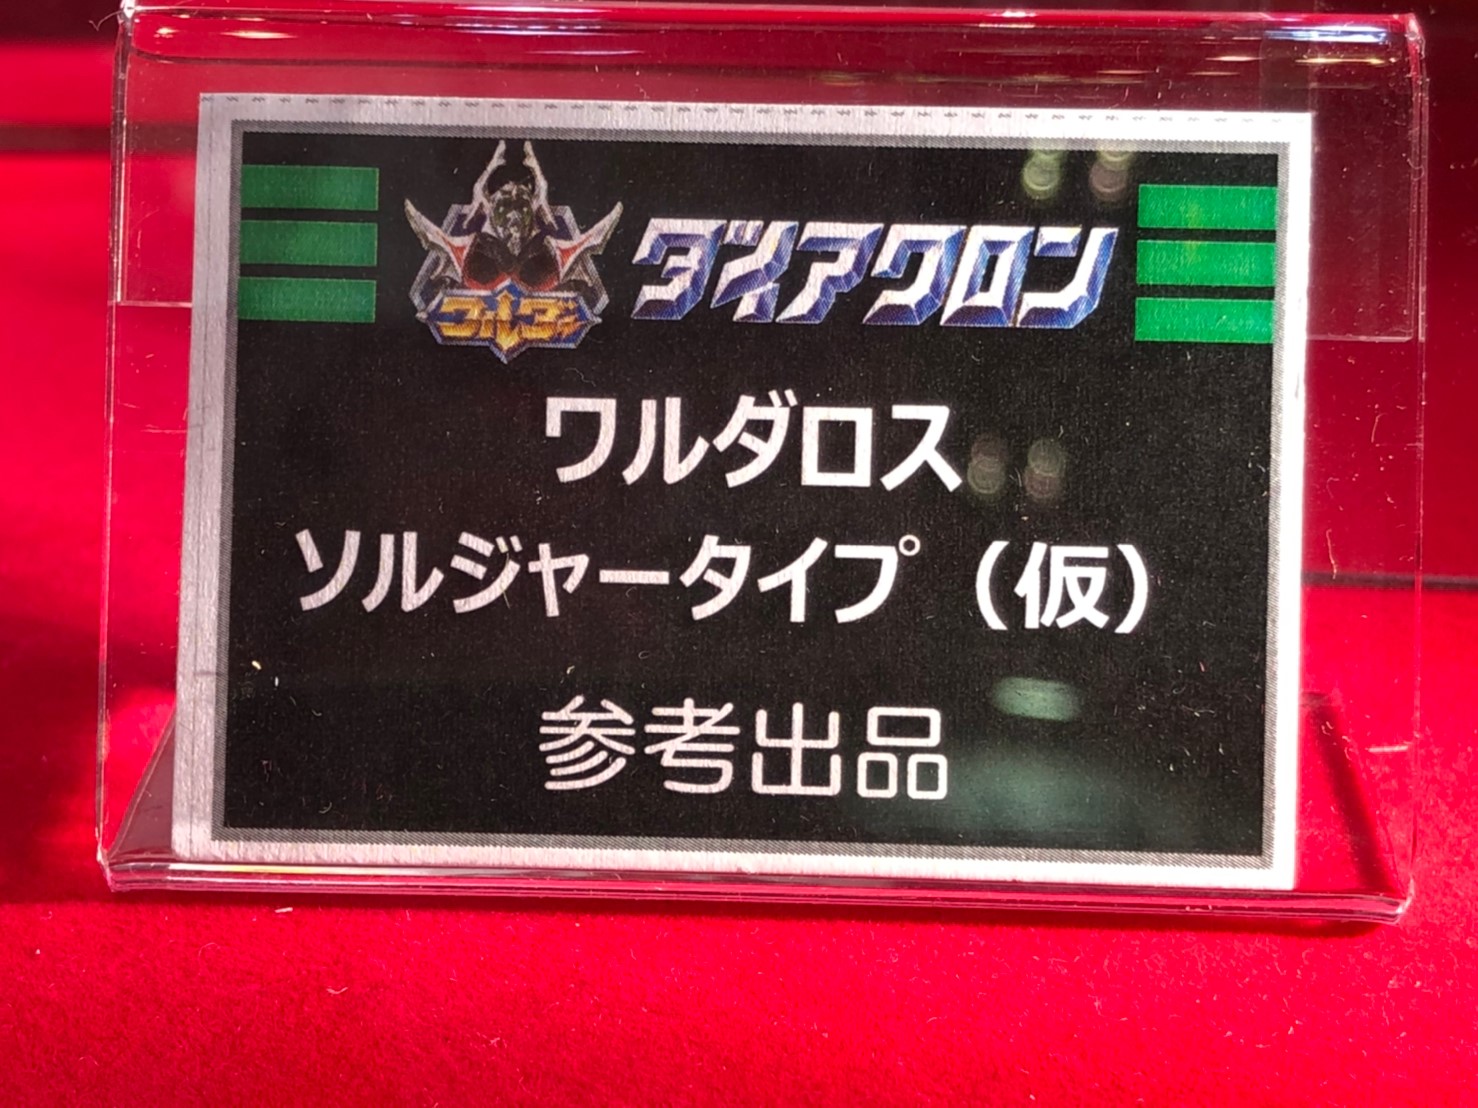 ワルダー
ダイアクロン
ワルダロス
ソルジャータイプ（仮）
参考出品